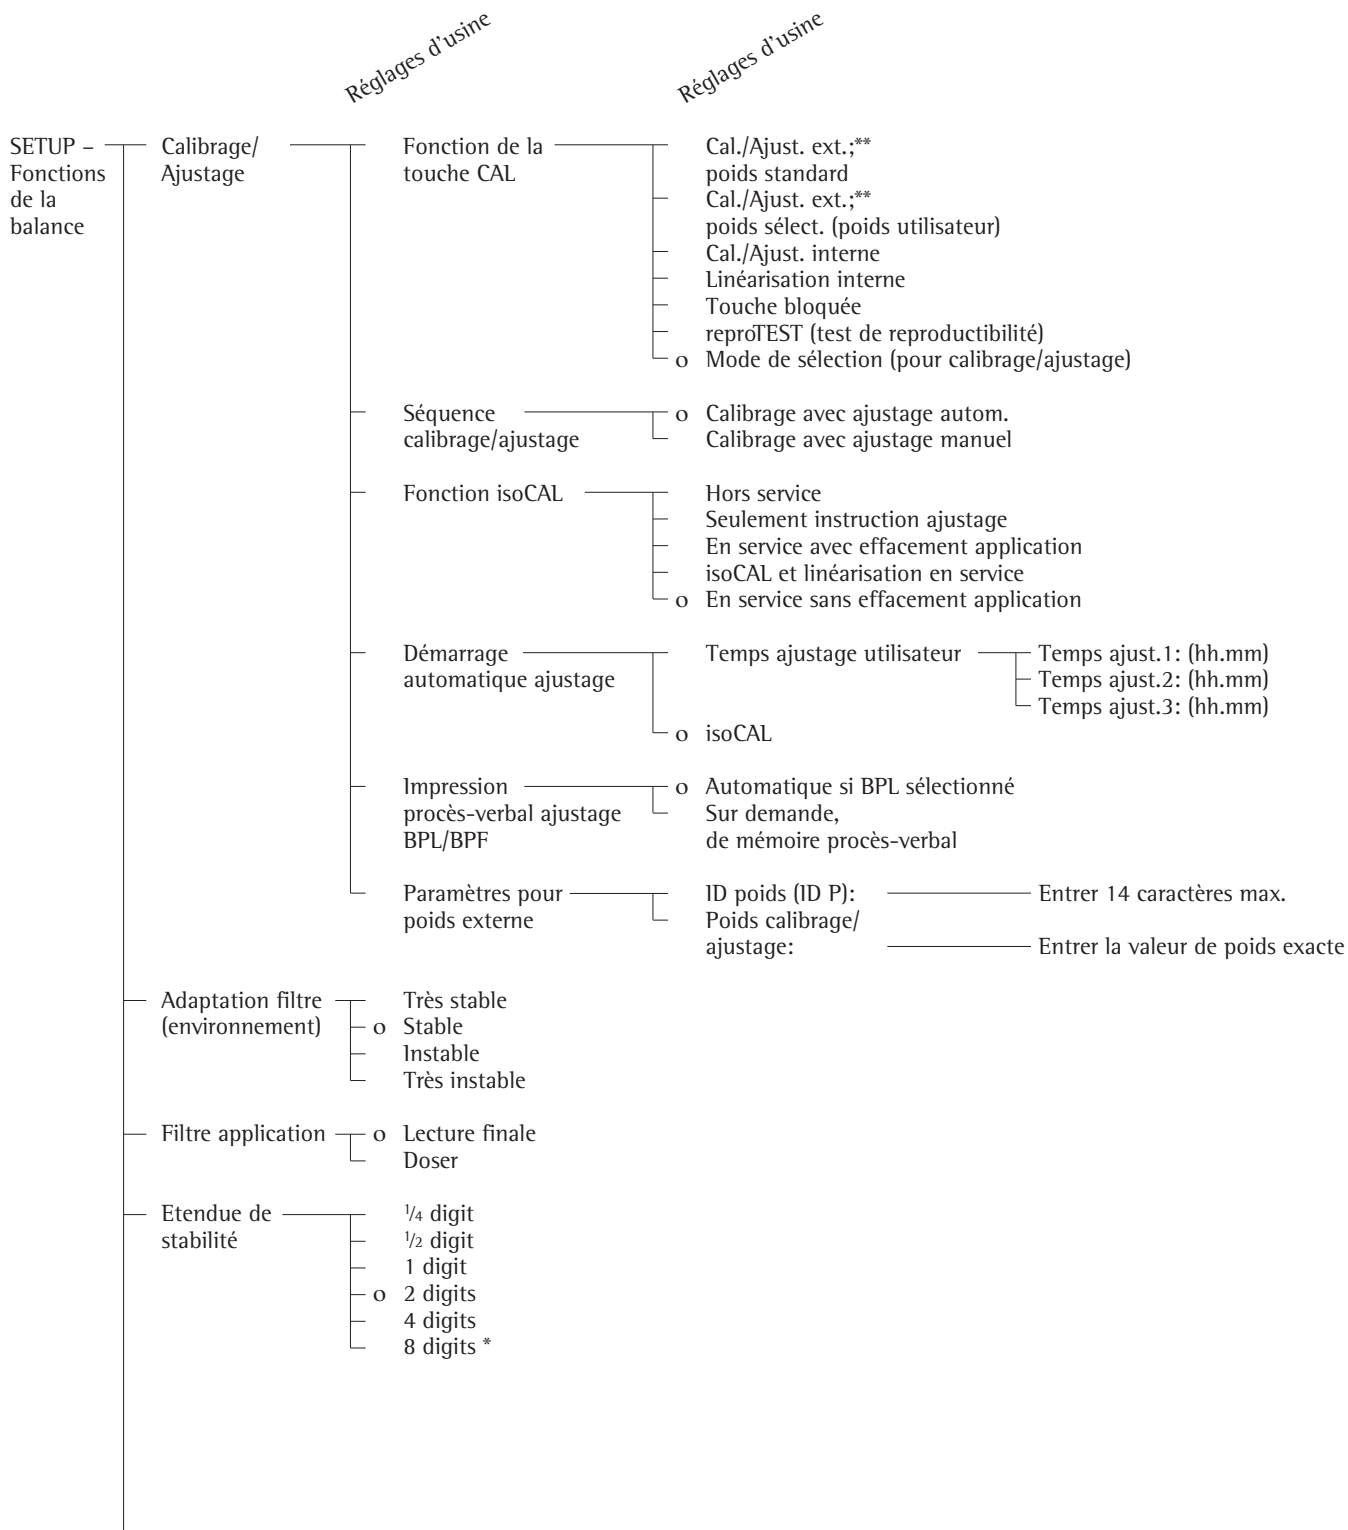 Réglages d'usine
Réglages d'usine
SETUP –
Fonctions
de la
balance
Calibrage/
Ajustage
Fonction de la
touche CAL
Cal./Ajust. ext.;**
poids standard
Cal./Ajust. ext.;**
poids sélect. (poids utilisateur)
Cal./Ajust. interne
Linéarisation interne
Touche bloquée
reproTEST (test de reproductibilité)
o Mode de sélection (pour calibrage/ajustage)
Séquence
calibrage/ajustage
o Calibrage avec ajustage autom.
Calibrage avec ajustage manuel
Fonction isoCAL
Hors service
Seulement instruction ajustage
En service avec effacement application
isoCAL et linéarisation en service
o En service sans effacement application
Démarrage
automatique ajustage
Temps ajustage utilisateur
Temps ajust.1: (hh.mm)
Temps ajust.2: (hh.mm)
Temps ajust.3: (hh.mm)
o isoCAL
Impression
procès-verbal ajustage
BPL/BPF
o Automatique si BPL sélectionné
Sur demande,
de mémoire procès-verbal
Paramètres pour
poids externe
ID poids (ID P):
Entrer 14 caractères max.
Poids calibrage/
ajustage:
Entrer la valeur de poids exacte
Adaptation filtre
(environnement)
Très stable
o Stable
Instable
Très instable
Filtre application
o Lecture finale
Doser
Etendue de
stabilité
1/4 digit
1/2 digit
1 digit
o 2 digits
4 digits
8 digits *